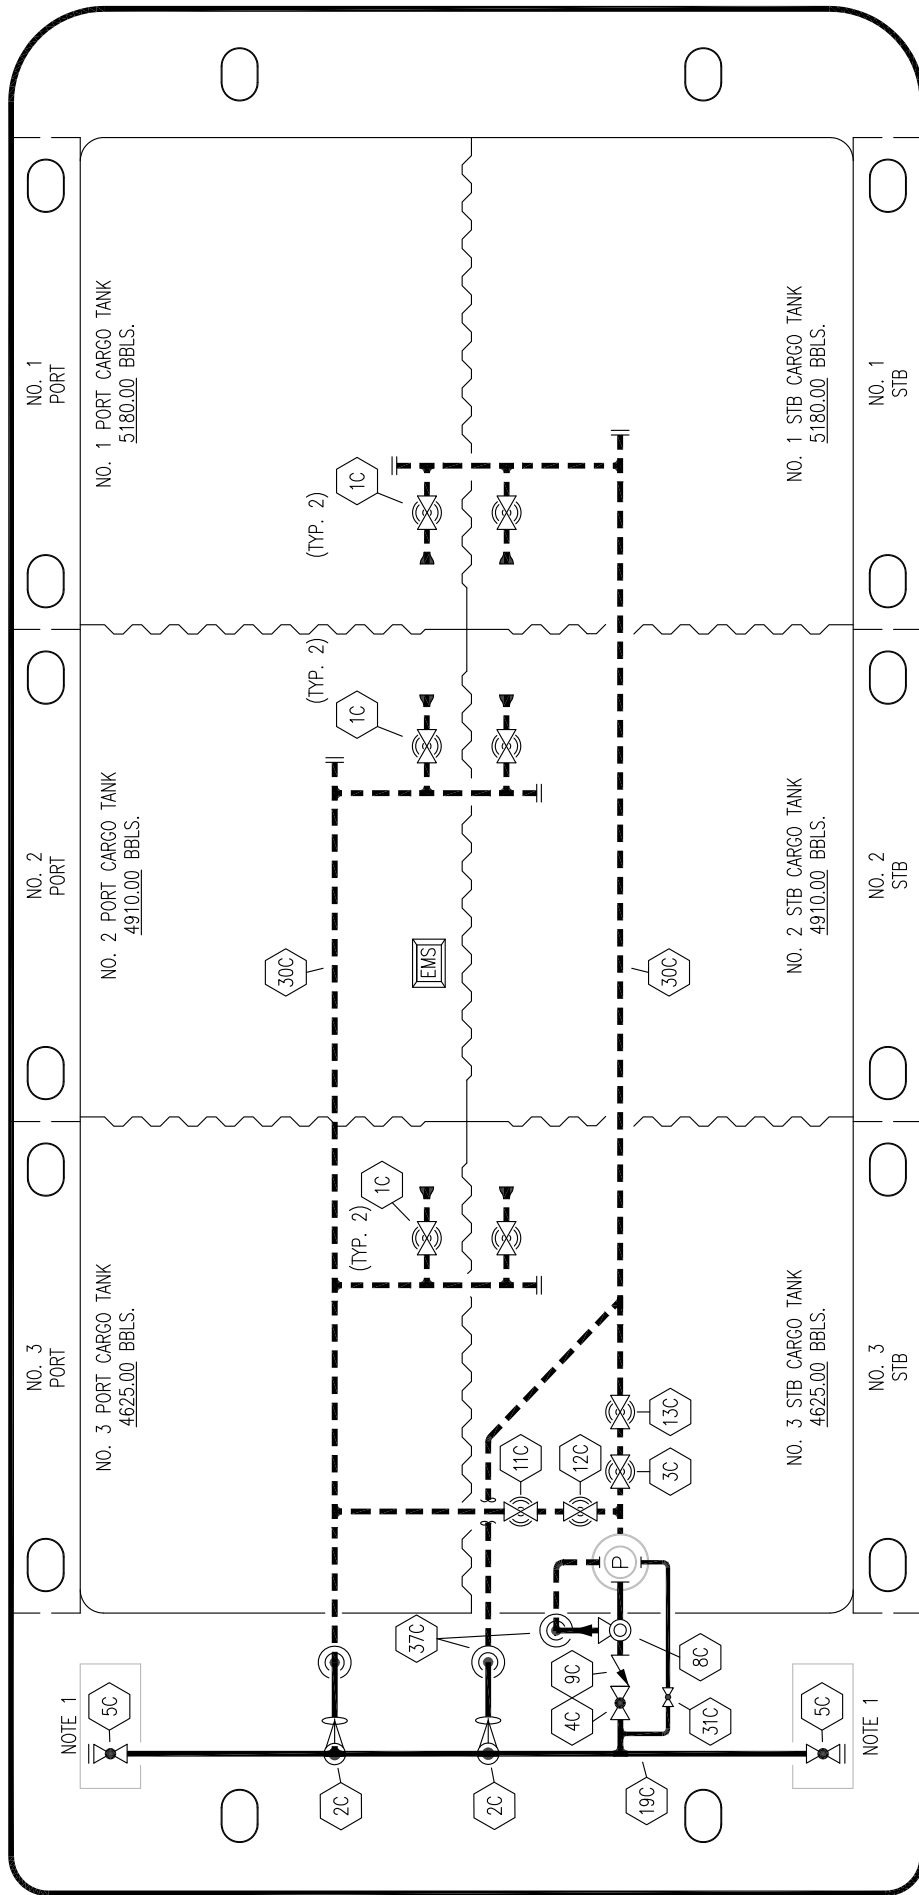 NO. 3
PORT
NO. 2
PORT
NO. 1
PORT
NOTE 1
5C
NO. 3 PORT CARGO TANK
4625.00 BBLS.
NO. 2 PORT CARGO TANK
4910.00 BBLS.
NO. 1 PORT CARGO TANK
5180.00 BBLS.
30C
(TYP. 2)
1C
(TYP. 2)
1C
(TYP. 2)
1C
2C
37C
EMS
2C
11C
12C
9C
4C
P
3C
13C
30C
8C
31C
19C
NO. 3 STB CARGO TANK
4625.00 BBLS.
NO. 2 STB CARGO TANK
4910.00 BBLS.
NO. 1 STB CARGO TANK
5180.00 BBLS.
5C
NOTE 1
NO. 3
STB
NO. 2
STB
NO. 1
STB